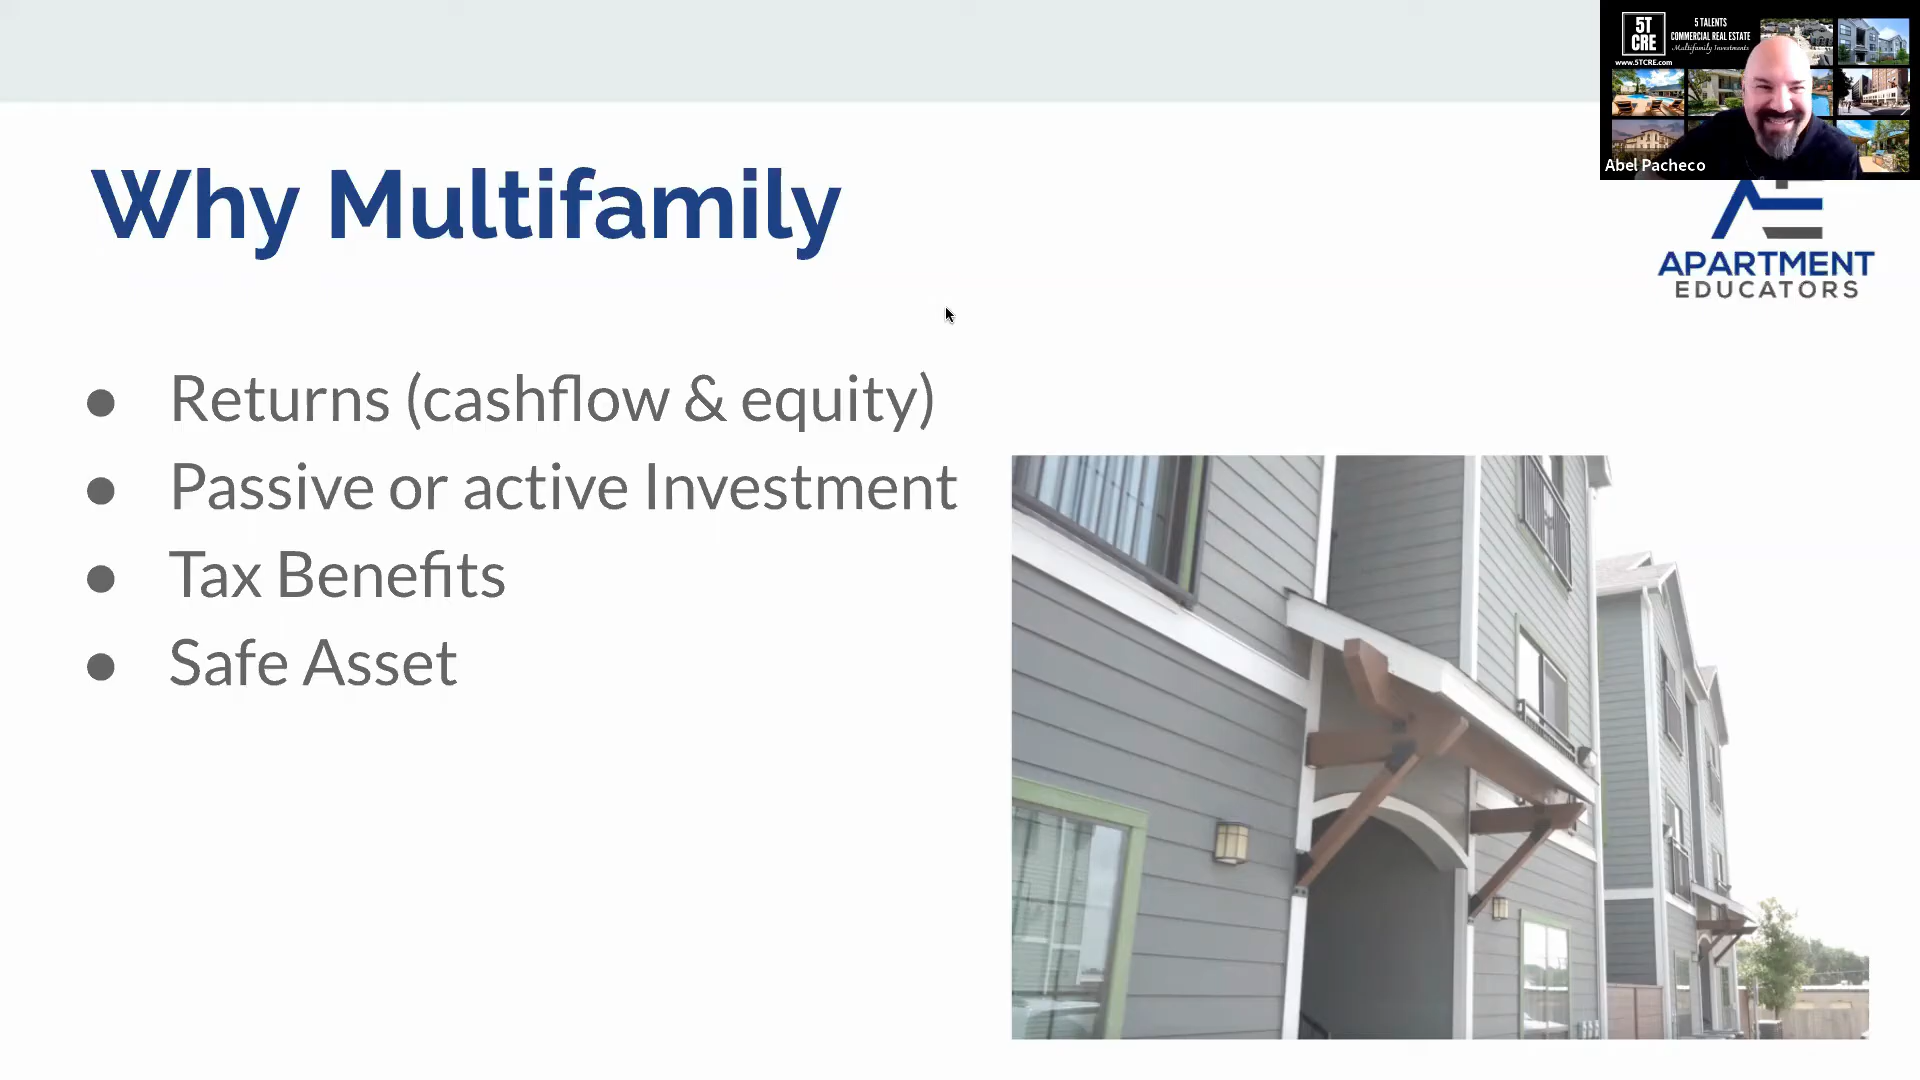 5T
CRE
5 TALENTS
COMMERCIAL REAL ESTATE
Multifamily Investments
www.5TCRE.com
Abel Pacheco
Why Multifamily
APARTMENT
EDUCATORS
● Returns (cashflow & equity)
● Passive or active Investment
● Tax Benefits
● Safe Asset